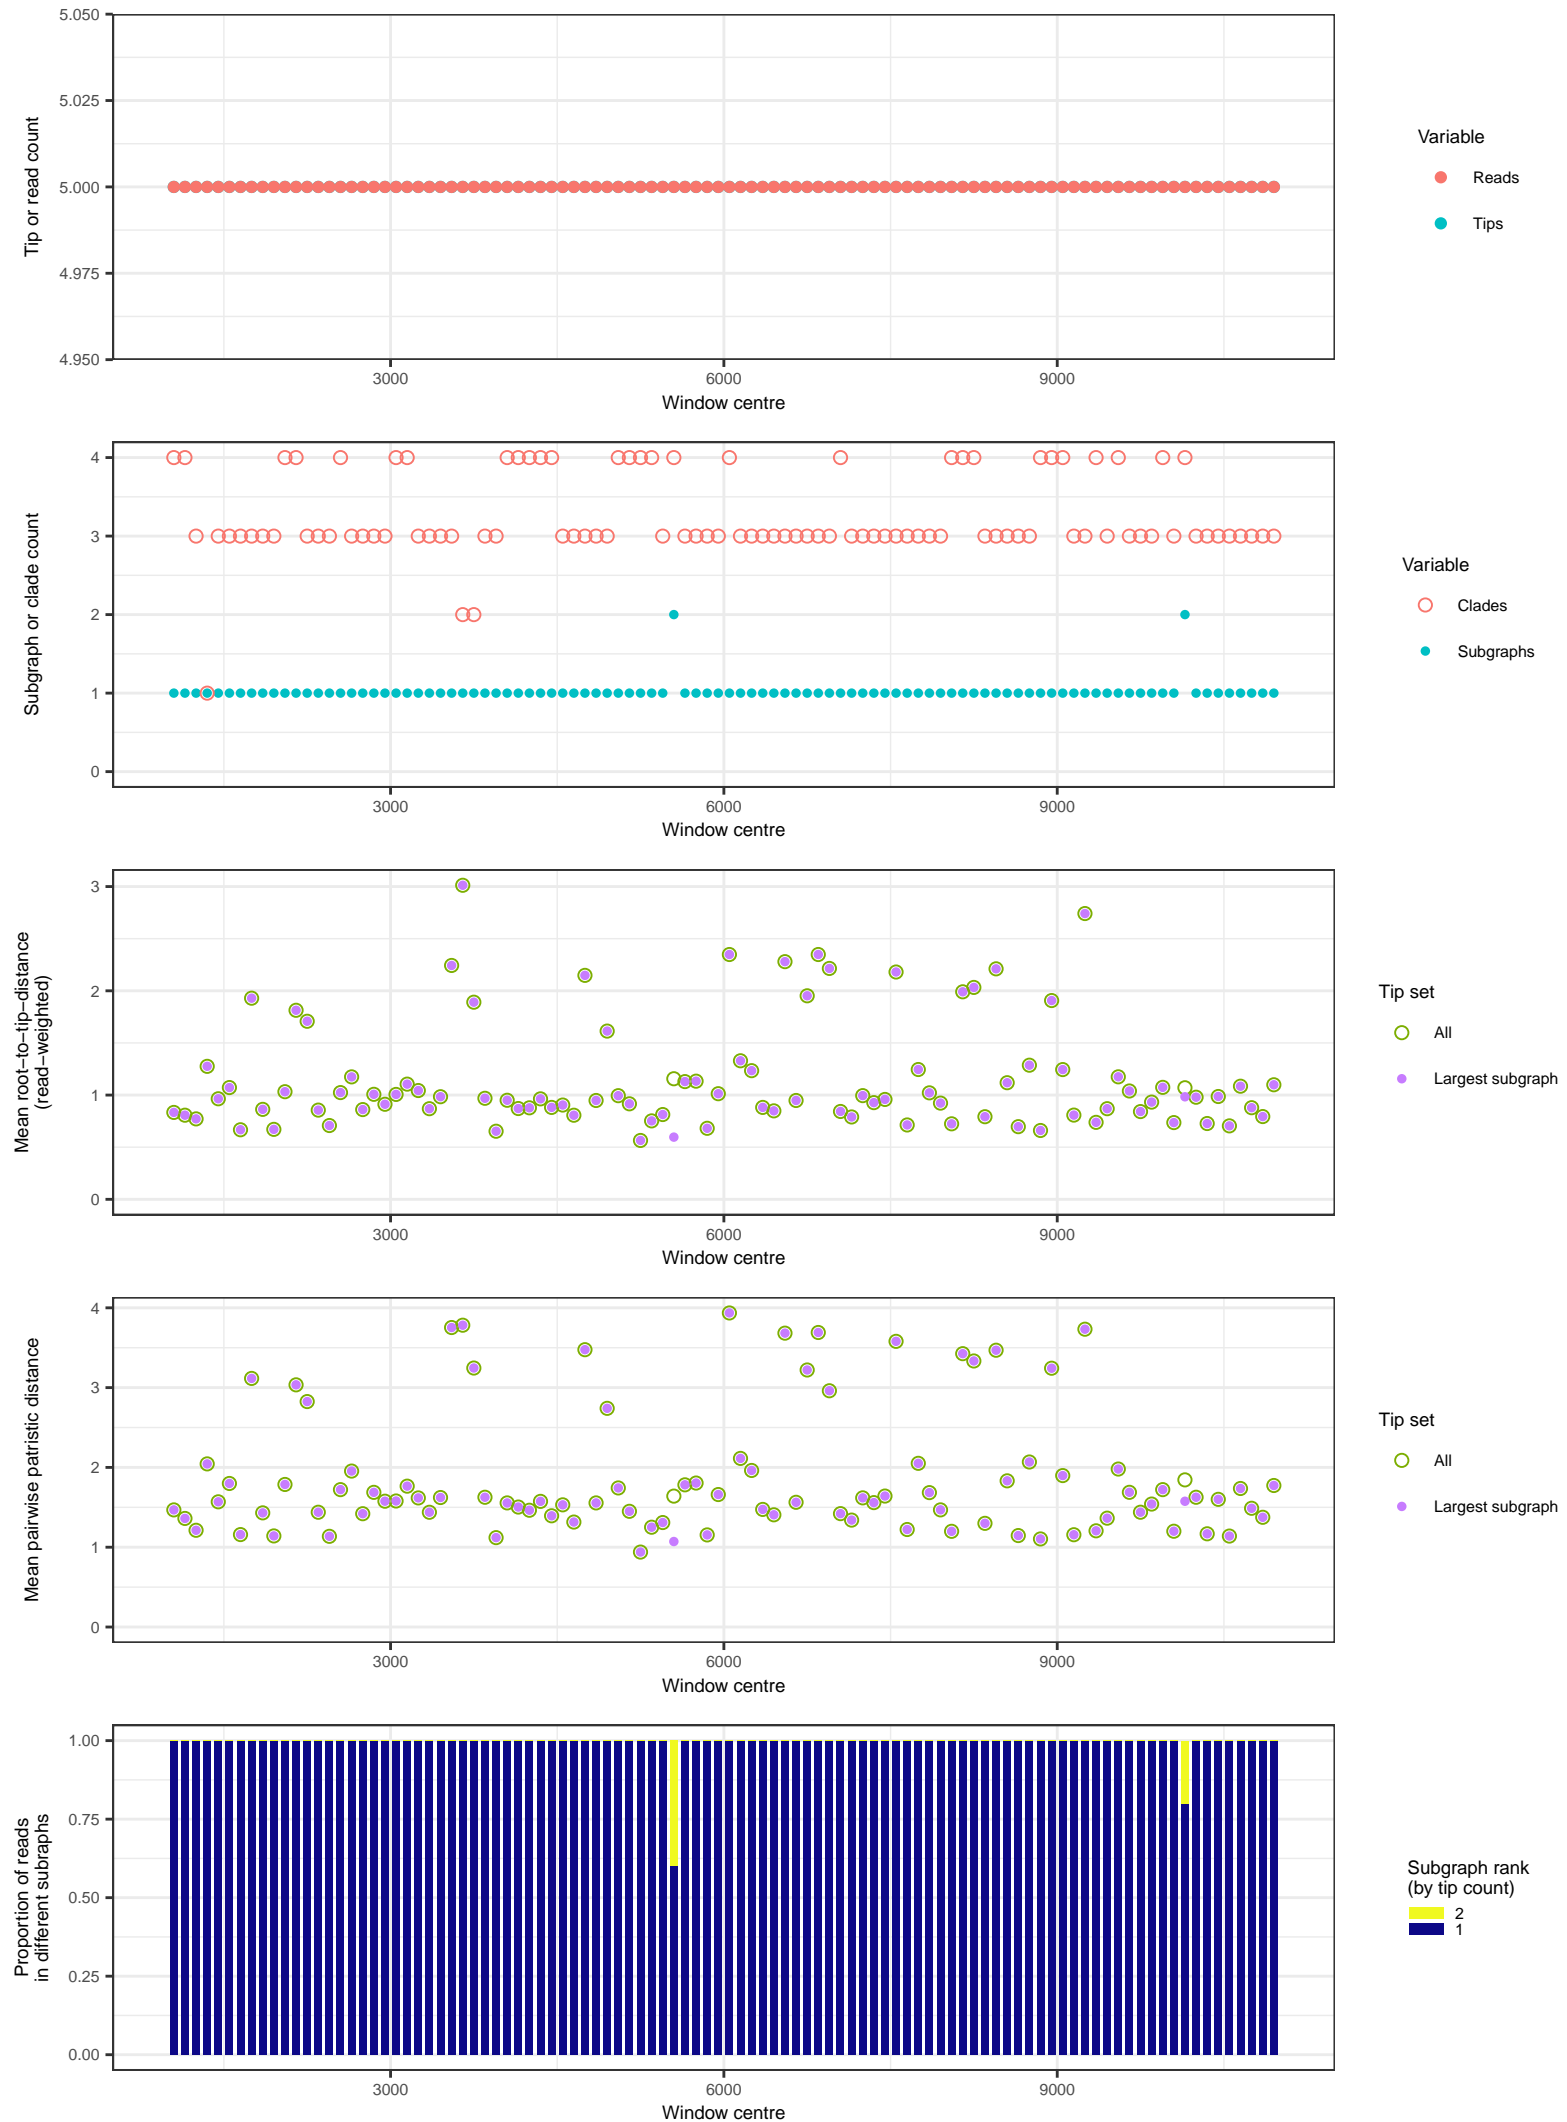 5.050
5.025
5.000
4.975
4.950
Tip or read count
3000 6000 9000
Window centre
Variable
Reads
Tips
4
3
2
1
0
Subgraph or clade count
3000 6000 9000
Window centre
Variable
Clades
Subgraphs
3
2
1
0
Mean root−to−tip−distance
(read−weighted)
3000 6000 9000
Window centre
Tip set
All
Largest subgraph
4
3
2
1
0
Mean pairwise patristic distance
3000 6000 9000
Window centre
Tip set
All
Largest subgraph
1.00
0.75
0.50
0.25
0.00
Proportion of reads
in different subraphs
3000 6000 9000
Window centre
Subgraph rank
(by tip count)
2
1